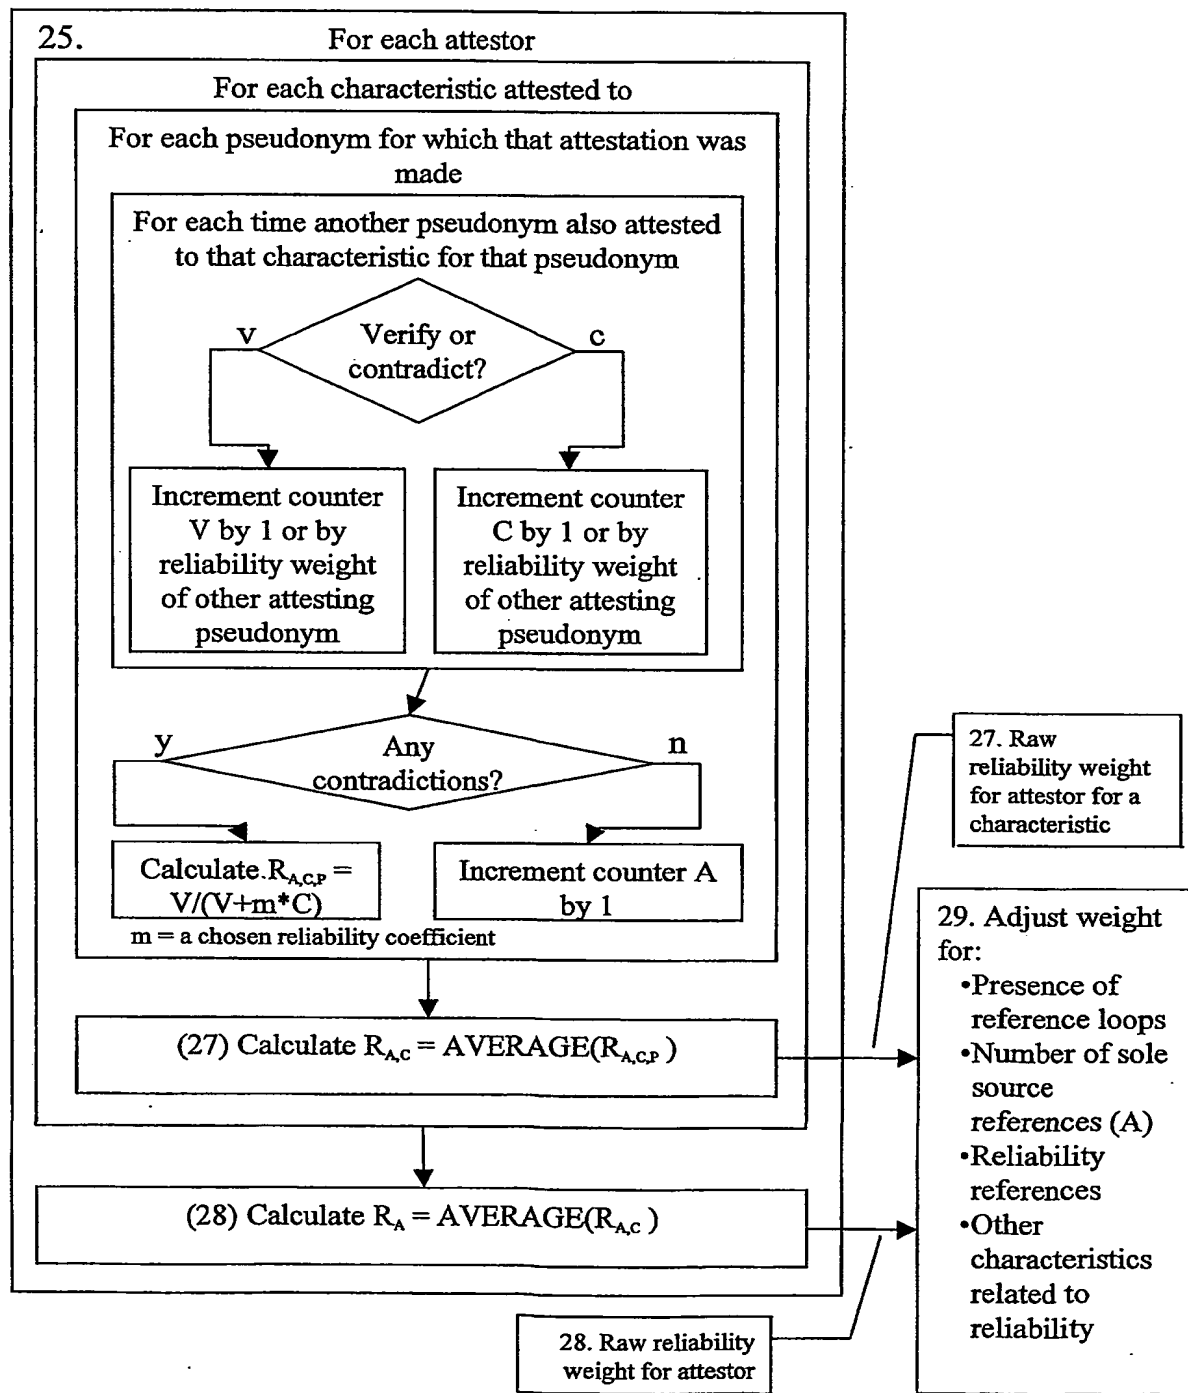 25.
For each attestor
For each characteristic attested to
For each pseudonym for which that attestation was
made
For each time another pseudonym also attested
to that characteristic for that pseudonym
v
Verify or
contradict?
c
Increment counter
V by 1 or by
reliability weight
of other attesting
pseudonym
Increment counter
C by 1 or by
reliability weight
of other attesting
pseudonym
y
Any
contradictions?
n
Calculate R_{A,C,P} =
V/(V+m*C)
Increment counter A
by 1
m = a chosen reliability coefficient
(27) Calculate R_{A,C} = AVERAGE(R_{A,C,P} )
(28) Calculate R_A = AVERAGE(R_{A,C} )
27. Raw
reliability weight
for attestor for a
characteristic
29. Adjust weight
for:
•Presence of
reference loops
•Number of sole
source
references (A)
•Reliability
references
•Other
characteristics
related to
reliability
28. Raw reliability
weight for attestor